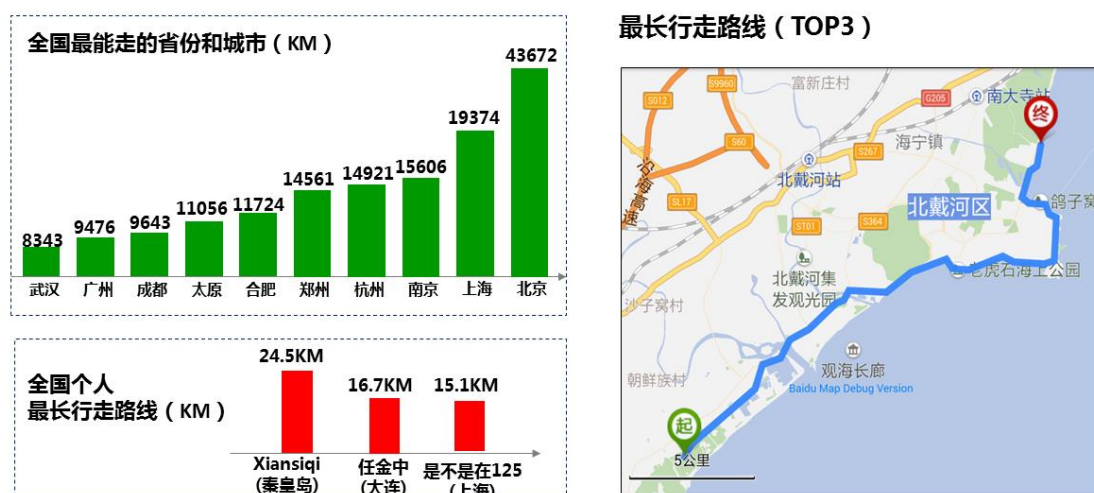 全国最能走的省份和城市（KM）
43672
19374
15606
14921
14561
11724
11056
9643
9476
8343
武汉 广州 成都 太原 合肥 郑州 杭州 南京 上海 北京
全国个人
最长行走路线（KM）
24.5KM
16.7KM
15.1KM
Xiansiqi
(秦皇岛)
任金中
(大连)
是不是在125
(上海)
最长行走路线（TOP3）
S9960
富新庄村
S012
G205
南大寺站
终
S60
海宁镇
S267
沿海高速
北戴河站
SL17
北戴河区
鸽子窝
ST01
S364
老虎石海上公园
北戴河集
发观光园
沙子窝村
观海长廊
朝鲜族村
Baidu Map Debug Version
起
5公里